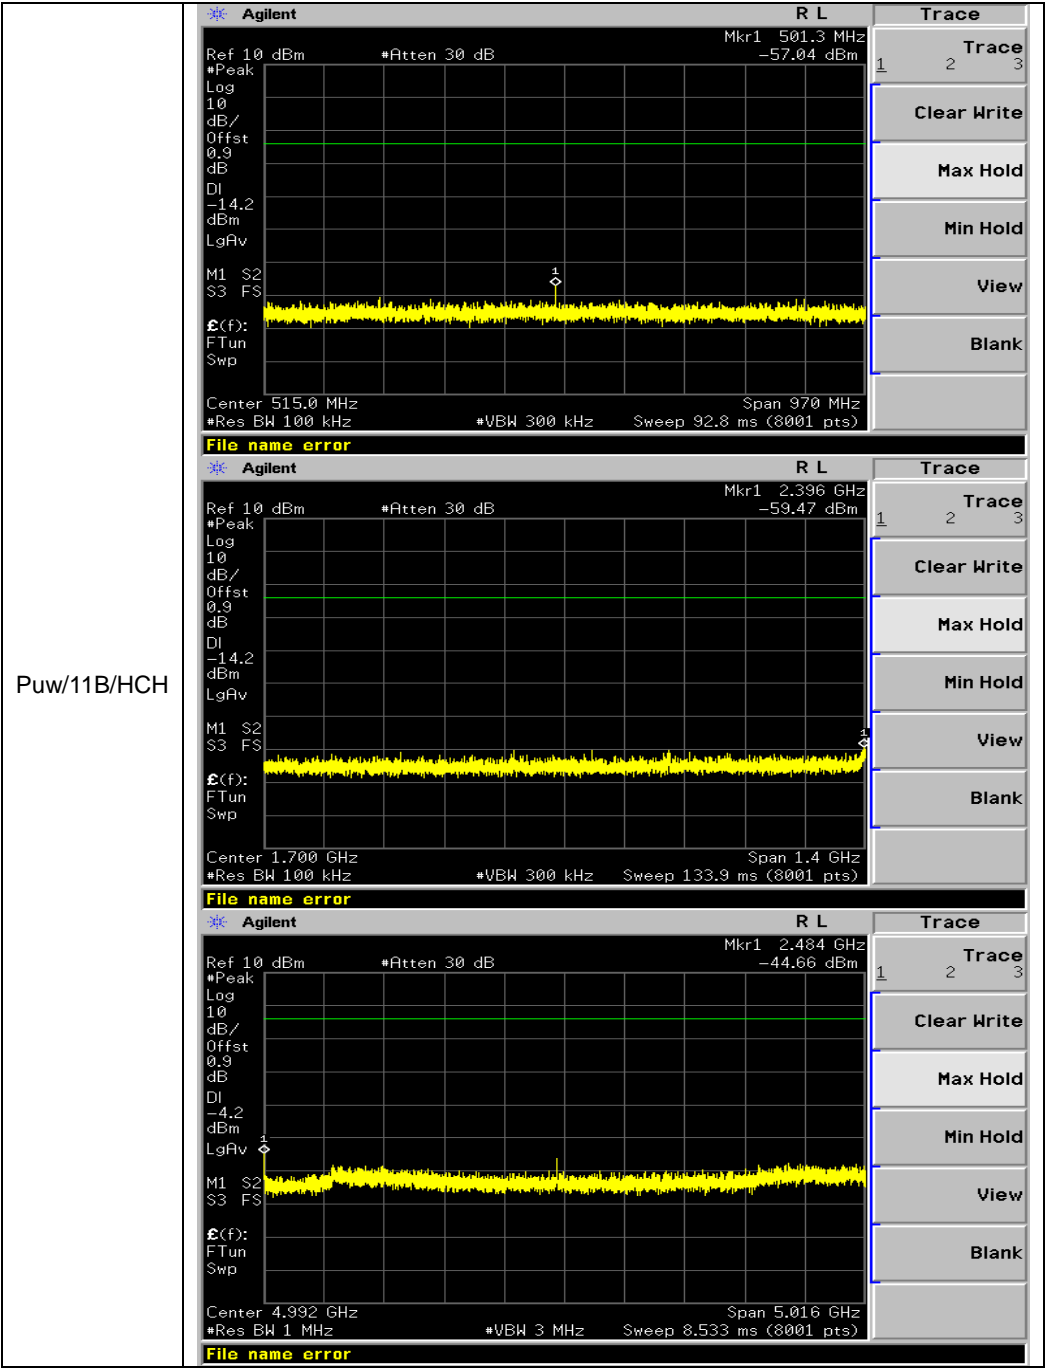 Puw/11B/HCH
Agilent R L Trace
Mkr1 501.3 MHz
Ref 10 dBm #Atten 30 dB -57.04 dBm
Trace
1 2 3
#Peak
Log
10
dB/
Offst
0.9
dB
DI
-14.2
dBm
LgAv
M1 S2
S3 FS
£(f):
FTun
Swp
1
Clear Write
Max Hold
Min Hold
View
Blank
Center 515.0 MHz Span 970 MHz
#Res BW 100 kHz #VBW 300 kHz Sweep 92.8 ms (8001 pts)
File name error
Agilent R L Trace
Mkr1 2.396 GHz
Ref 10 dBm #Atten 30 dB -59.47 dBm
Trace
1 2 3
#Peak
Log
10
dB/
Offst
0.9
dB
DI
-14.2
dBm
LgAv
M1 S2
S3 FS
£(f):
FTun
Swp
1
Clear Write
Max Hold
Min Hold
View
Blank
Center 1.700 GHz Span 1.4 GHz
#Res BW 100 kHz #VBW 300 kHz Sweep 133.9 ms (8001 pts)
File name error
Agilent R L Trace
Mkr1 2.484 GHz
Ref 10 dBm #Atten 30 dB -44.66 dBm
Trace
1 2 3
#Peak
Log
10
dB/
Offst
0.9
dB
DI
-4.2
dBm
LgAv
M1 S2
S3 FS
£(f):
FTun
Swp
1
Clear Write
Max Hold
Min Hold
View
Blank
Center 4.992 GHz Span 5.016 GHz
#Res BW 1 MHz #VBW 3 MHz Sweep 8.533 ms (8001 pts)
File name error